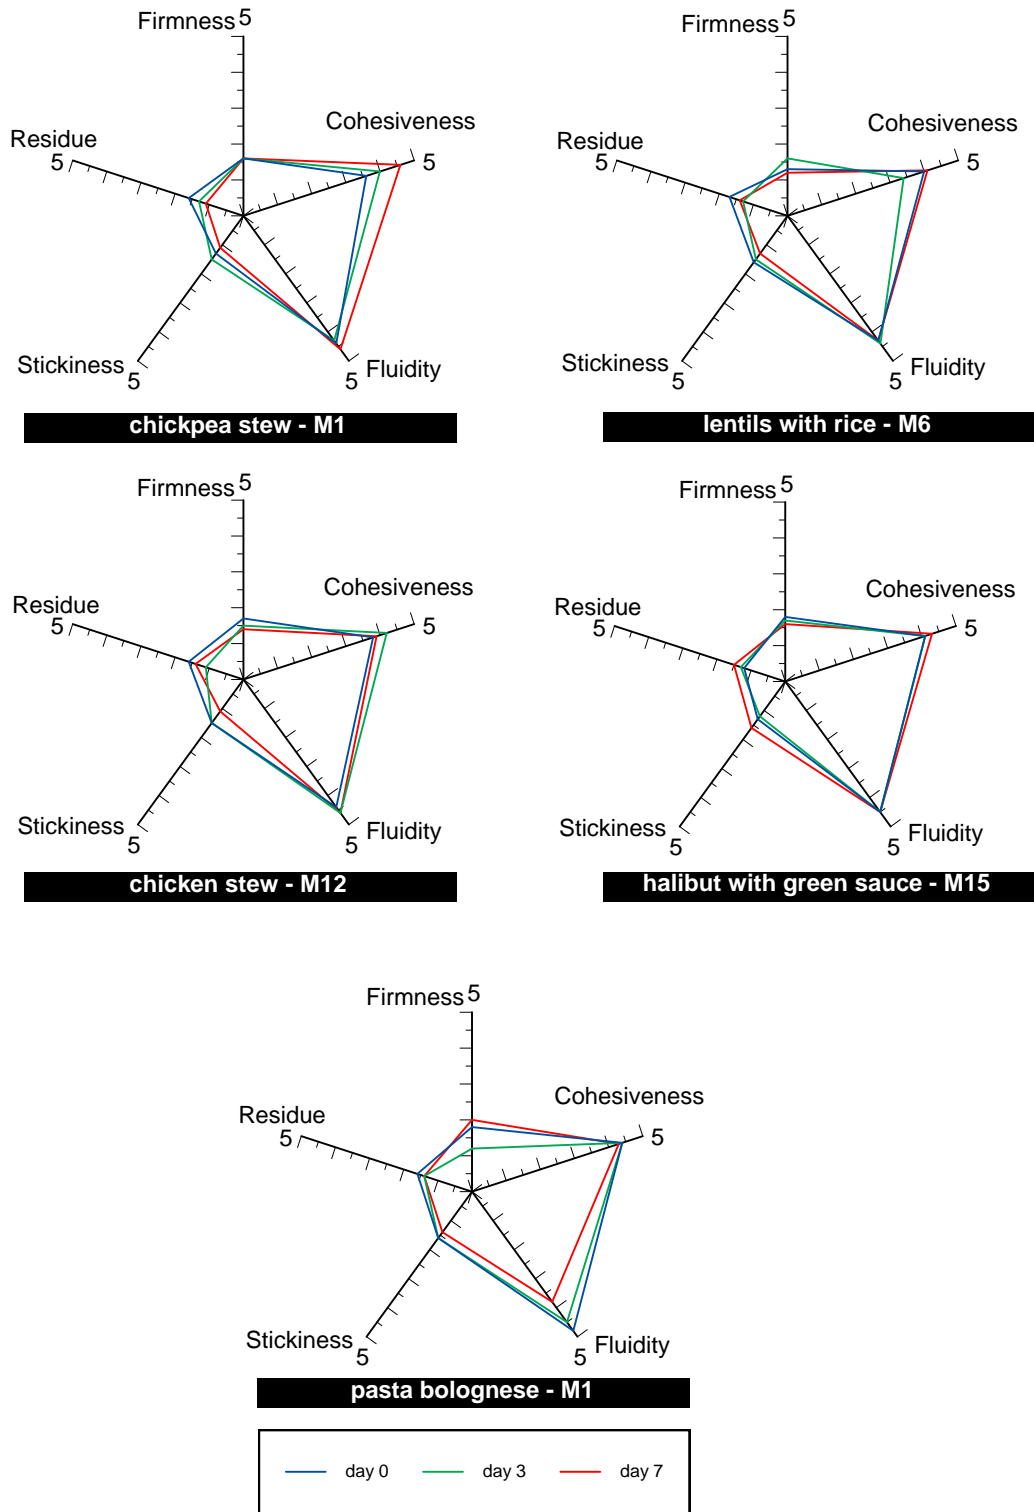 Firmness 5
Cohesiveness
5
Residue
5
Stickiness
5
Fluidity
5
chickpea stew - M1
Firmness 5
Cohesiveness
5
Residue
5
Stickiness
5
Fluidity
5
lentils with rice - M6
Firmness 5
Cohesiveness
5
Residue
5
Stickiness
5
Fluidity
5
chicken stew - M12
Firmness 5
Cohesiveness
5
Residue
5
Stickiness
5
Fluidity
5
halibut with green sauce - M15
Firmness 5
Cohesiveness
5
Residue
5
Stickiness
5
Fluidity
5
pasta bolognese - M1
day 0 day 3 day 7